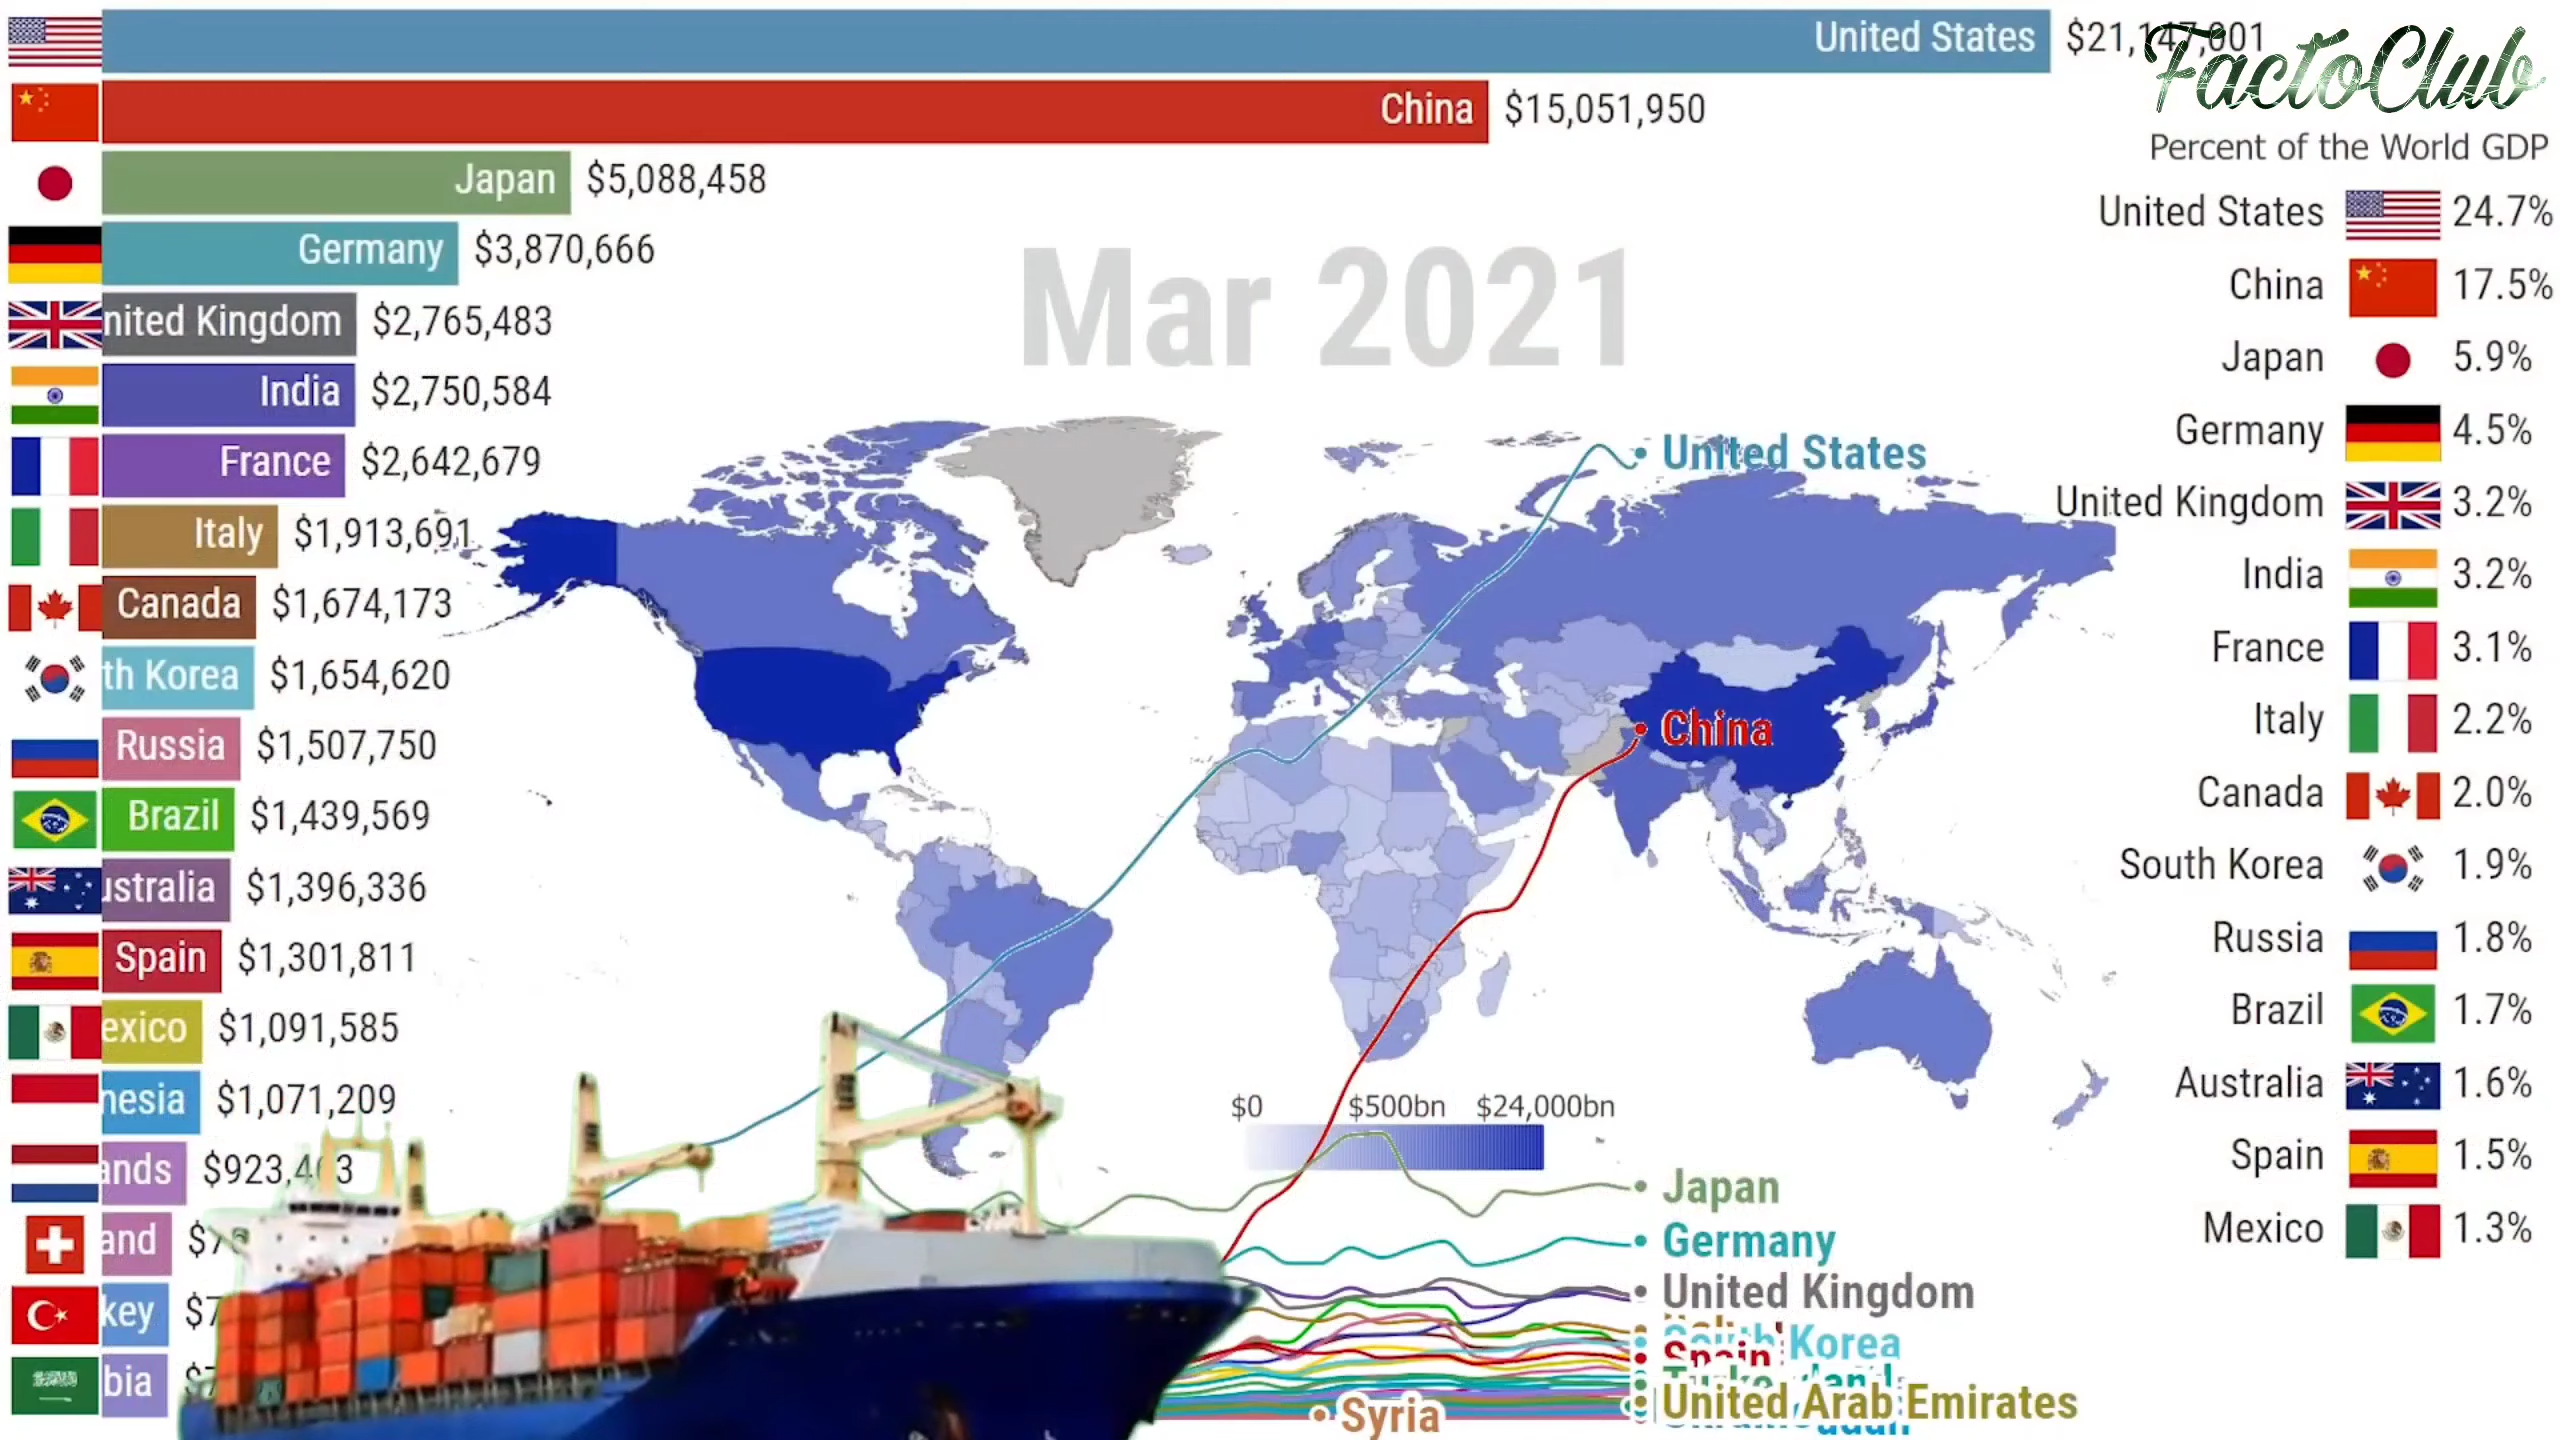 United States $21,147,001
FactoClub
China $15,051,950
Percent of the World GDP
Japan $5,088,458
United States 24.7%
Germany $3,870,666
China 17.5%
Mar 2021
nited Kingdom $2,765,483
Japan 5.9%
India $2,750,584
Germany 4.5%
France $2,642,679
United States
United Kingdom 3.2%
Italy $1,913,691
India 3.2%
Canada $1,674,173
France 3.1%
th Korea $1,654,620
Italy 2.2%
Russia $1,507,750
China
Canada 2.0%
Brazil $1,439,569
South Korea 1.9%
ustralia $1,396,336
Russia 1.8%
Spain $1,301,811
Brazil 1.7%
exico $1,091,585
Australia 1.6%
nesia $1,071,209
$0 $500bn $24,000bn
Spain 1.5%
ands
Japan
Mexico 1.3%
and
Germany
United Kingdom
key
South Korea
Spain
bia
United Arab Emirates
Syria